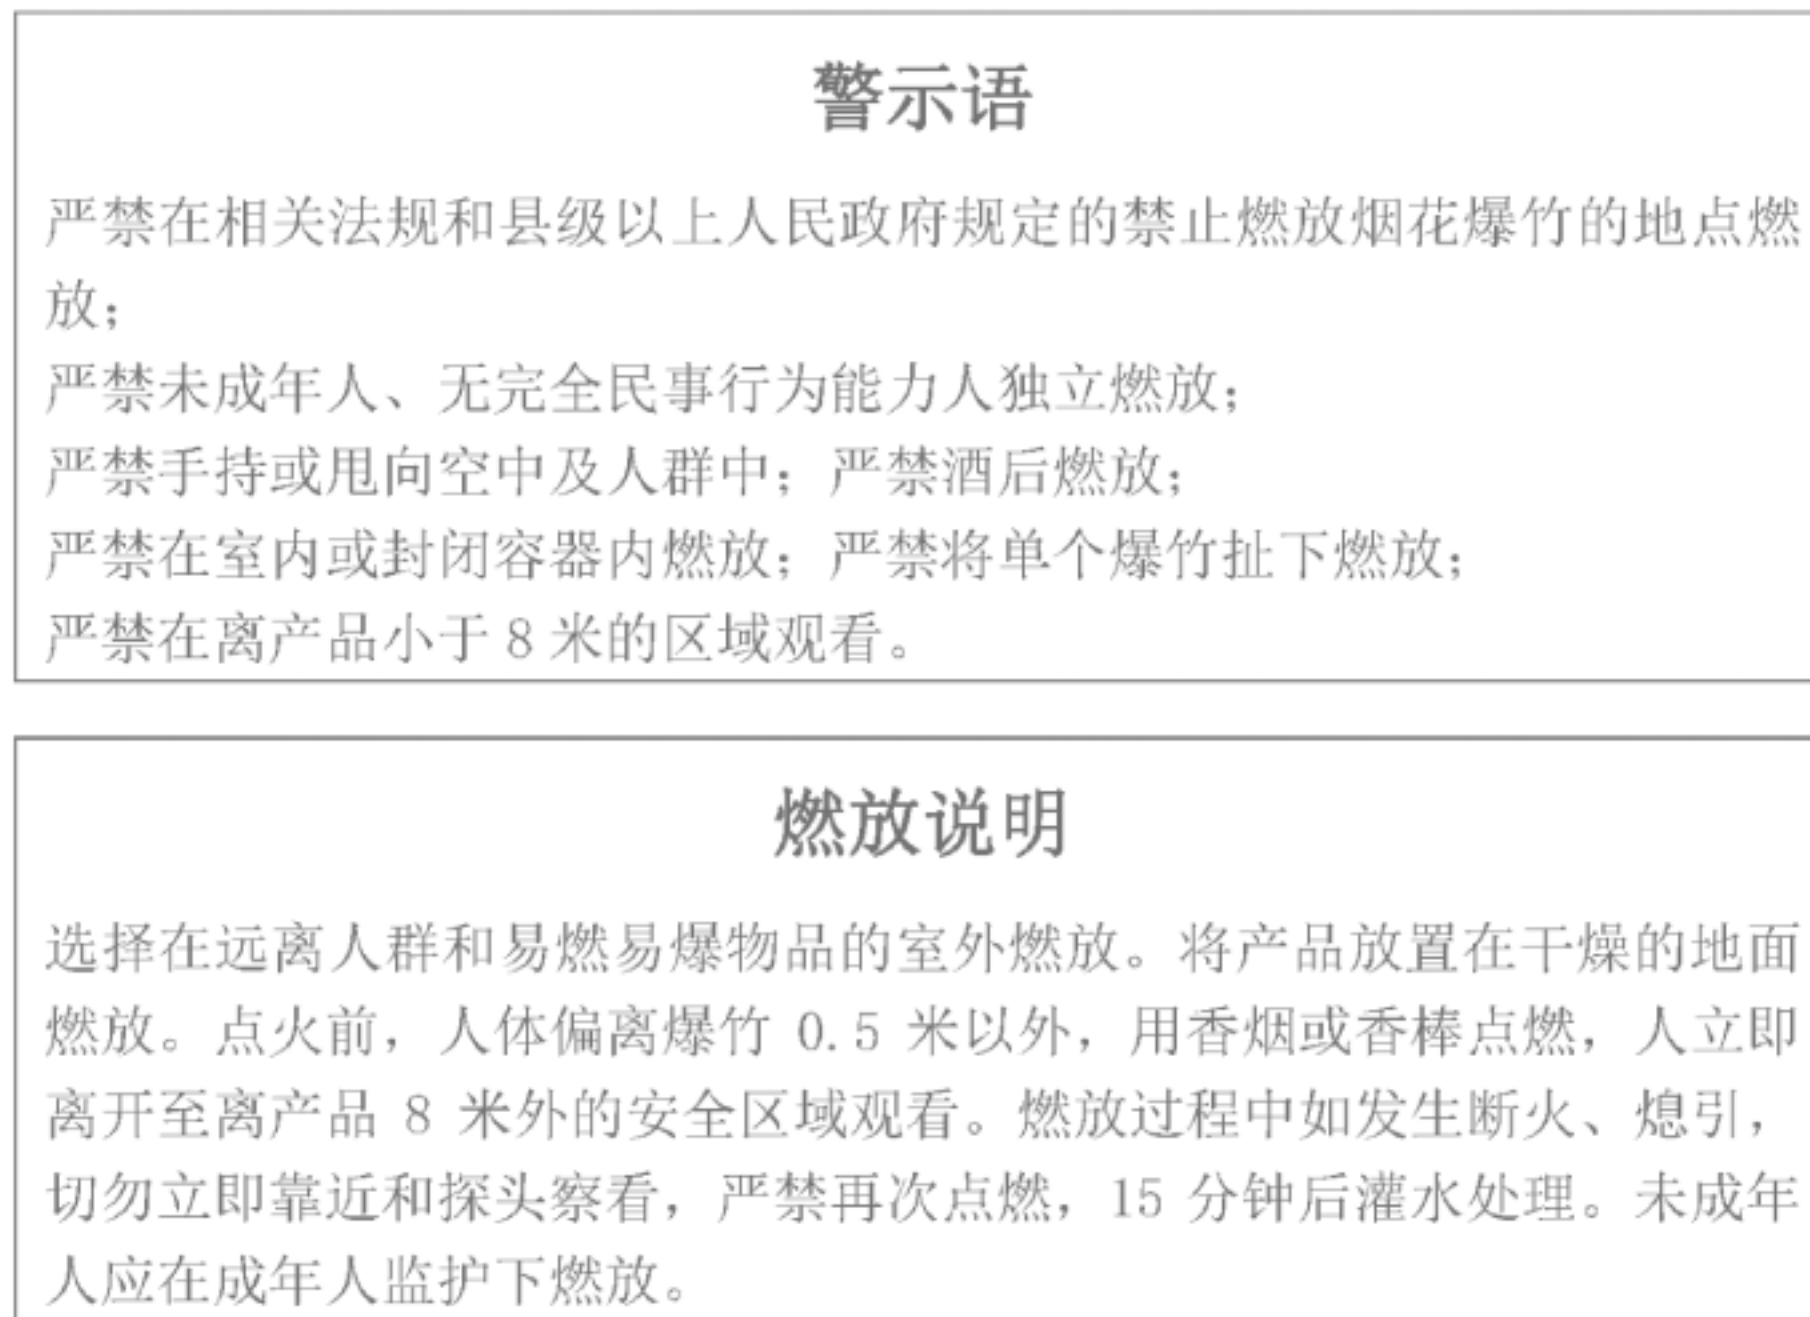 警示语
严禁在相关法规和县级以上人民政府规定的禁止燃放烟花爆竹的地点燃
放；
严禁未成年人、无完全民事行为能力人独立燃放；
严禁手持或甩向空中及人群中；严禁酒后燃放；
严禁在室内或封闭容器内燃放；严禁将单个爆竹扯下燃放；
严禁在离产品小于 8 米的区域观看。
燃放说明
选择在远离人群和易燃易爆物品的室外燃放。将产品放置在干燥的地面
燃放。点火前，人体偏离爆竹 0.5 米以外，用香烟或香棒点燃，人立即
离开至离产品 8 米外的安全区域观看。燃放过程中如发生断火、熄引，
切勿立即靠近和探头察看，严禁再次点燃，15 分钟后灌水处理。未成年
人应在成年人监护下燃放。